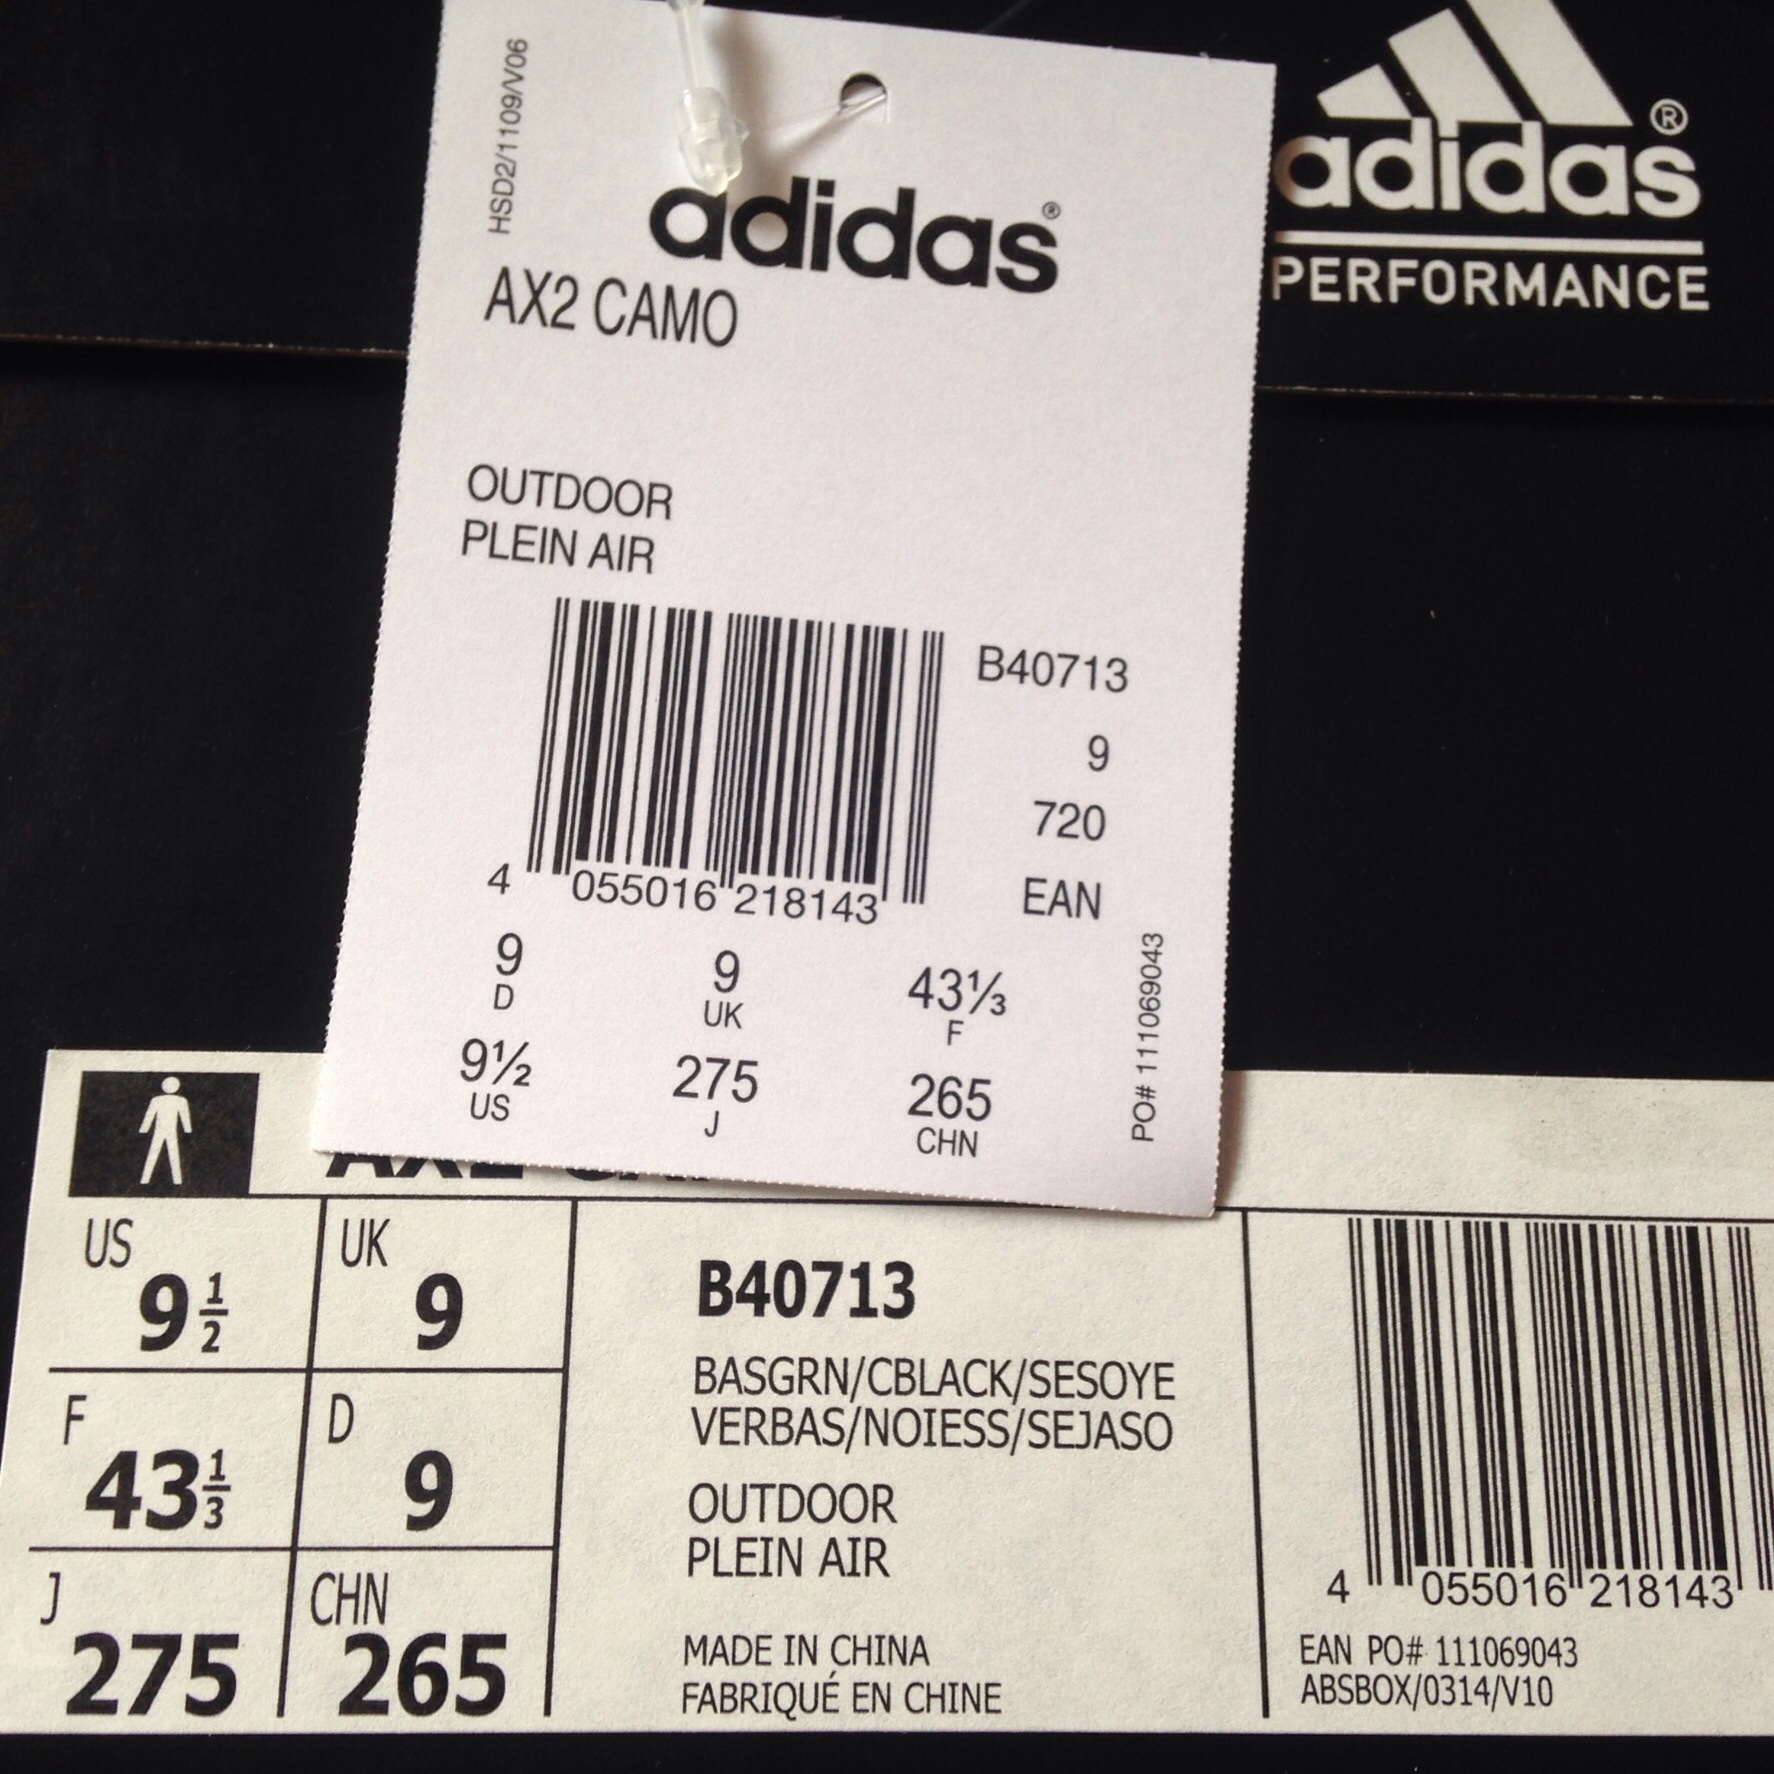 HSD2/1109/V06
adidas®
AX2 CAMO
OUTDOOR
PLEIN AIR
B40713
9
720
EAN
4 055016 218143
9 9 43⅓
D UK F
9½ 275 265
US J CHN
PO# 111069043
adidas®
PERFORMANCE
AX2
US 9 1/2
UK 9
F 43 1/3
D 9
J 275
CHN 265
B40713
BASGRN/CBLACK/SESOYE
VERBAS/NOIESS/SEJASO
OUTDOOR
PLEIN AIR
MADE IN CHINA
FABRIQUÉ EN CHINE
4 055016 218143
EAN PO# 111069043
ABSBOX/0314/V10